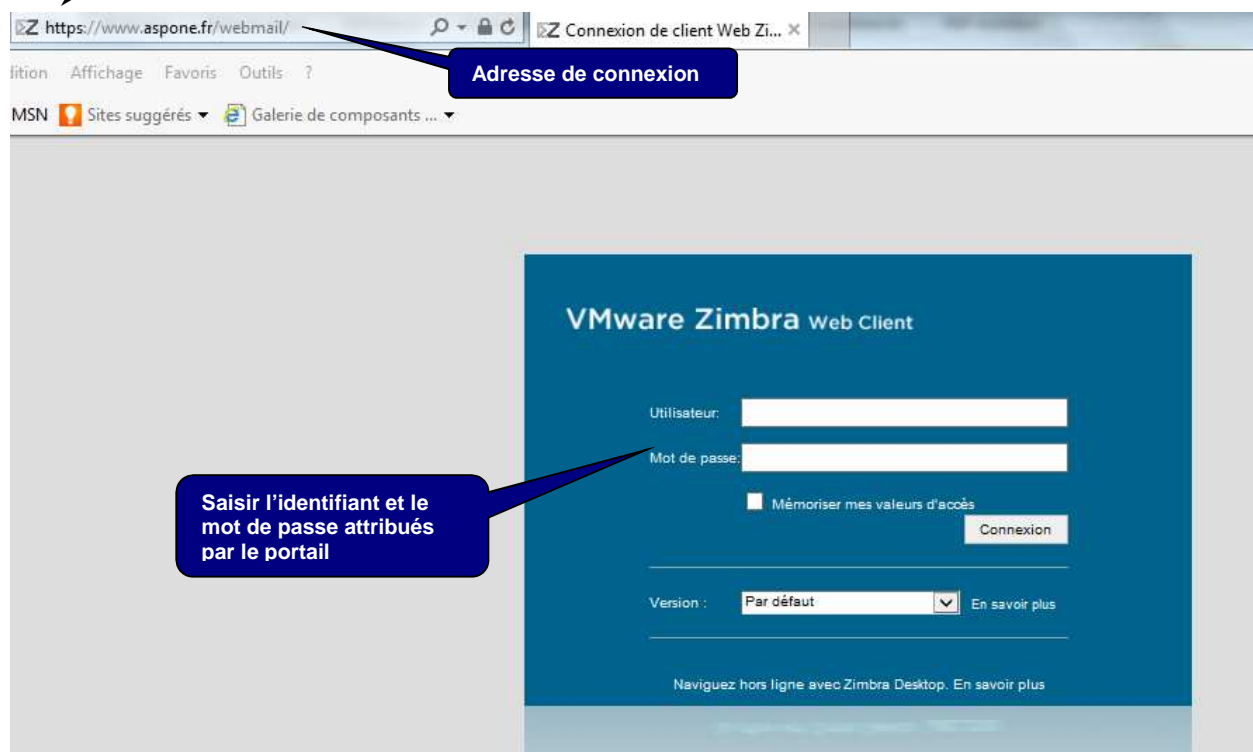 https://www.aspone.fr/webmail/
Connexion de client Web Zi...
dition Affichage Favoris Outils ?
Adresse de connexion
MSN Sites suggérés Galerie de composants ...
VMware Zimbra Web Client
Utilisateur:
Mot de passe:
Saisir l'identifiant et le
mot de passe attribués
par le portail
Mémoriser mes valeurs d'accès
Connexion
Version : Par défaut En savoir plus
Naviguez hors ligne avec Zimbra Desktop. En savoir plus